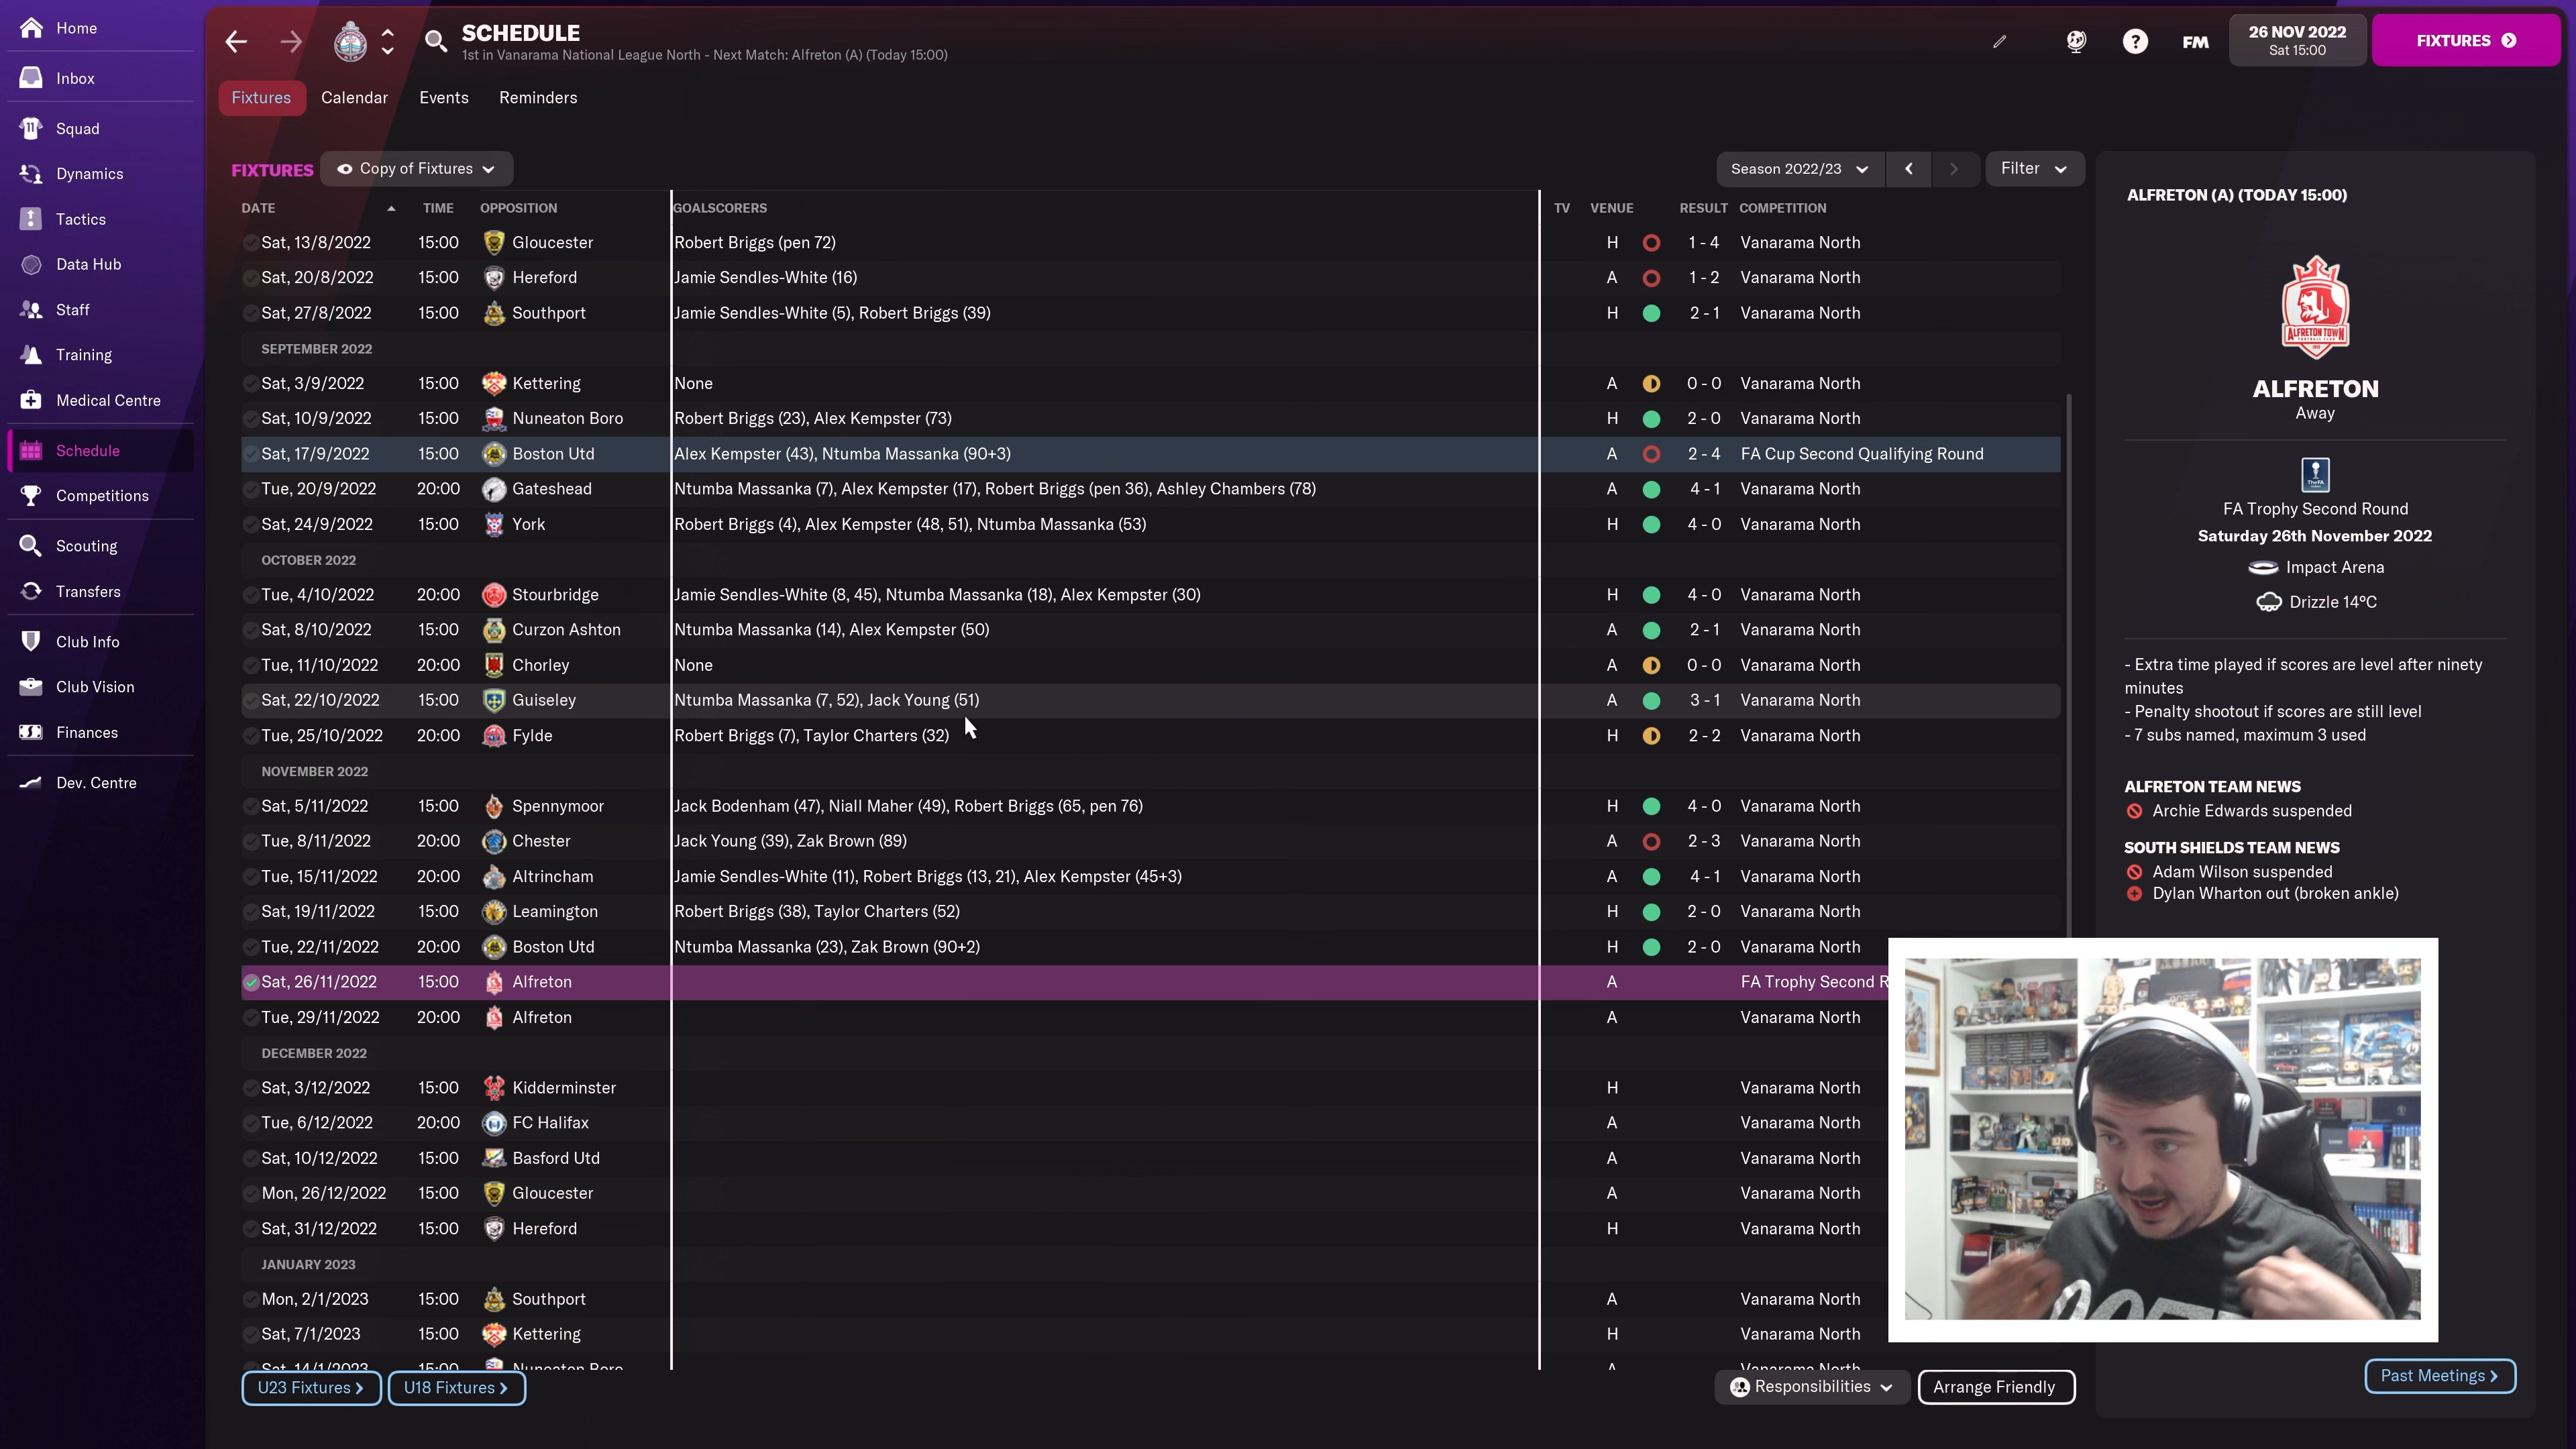 Home
Inbox
Squad
Dynamics
Tactics
Data Hub
Staff
Training
Medical Centre
Schedule
Competitions
Scouting
Transfers
Club Info
Club Vision
Finances
Dev. Centre
SCHEDULE
1st in Vanarama National League North - Next Match: Alfreton (A) (Today 15:00)
FM
26 NOV 2022
Sat 15:00
FIXTURES
Fixtures Calendar Events Reminders
FIXTURES Copy of Fixtures Season 2022/23 Filter
DATE TIME OPPOSITION GOALSCORERS TV VENUE RESULT COMPETITION
Sat, 13/8/2022 15:00 Gloucester Robert Briggs (pen 72) H 1 - 4 Vanarama North
Sat, 20/8/2022 15:00 Hereford Jamie Sendles-White (16) A 1 - 2 Vanarama North
Sat, 27/8/2022 15:00 Southport Jamie Sendles-White (5), Robert Briggs (39) H 2 - 1 Vanarama North
SEPTEMBER 2022
Sat, 3/9/2022 15:00 Kettering None A 0 - 0 Vanarama North
Sat, 10/9/2022 15:00 Nuneaton Boro Robert Briggs (23), Alex Kempster (73) H 2 - 0 Vanarama North
Sat, 17/9/2022 15:00 Boston Utd Alex Kempster (43), Ntumba Massanka (90+3) A 2 - 4 FA Cup Second Qualifying Round
Tue, 20/9/2022 20:00 Gateshead Ntumba Massanka (7), Alex Kempster (17), Robert Briggs (pen 36), Ashley Chambers (78) A 4 - 1 Vanarama North
Sat, 24/9/2022 15:00 York Robert Briggs (4), Alex Kempster (48, 51), Ntumba Massanka (53) H 4 - 0 Vanarama North
OCTOBER 2022
Tue, 4/10/2022 20:00 Stourbridge Jamie Sendles-White (8, 45), Ntumba Massanka (18), Alex Kempster (30) H 4 - 0 Vanarama North
Sat, 8/10/2022 15:00 Curzon Ashton Ntumba Massanka (14), Alex Kempster (50) A 2 - 1 Vanarama North
Tue, 11/10/2022 20:00 Chorley None A 0 - 0 Vanarama North
Sat, 22/10/2022 15:00 Guiseley Ntumba Massanka (7, 52), Jack Young (51) A 3 - 1 Vanarama North
Tue, 25/10/2022 20:00 Fylde Robert Briggs (7), Taylor Charters (32) H 2 - 2 Vanarama North
NOVEMBER 2022
Sat, 5/11/2022 15:00 Spennymoor Jack Bodenham (47), Niall Maher (49), Robert Briggs (65, pen 76) H 4 - 0 Vanarama North
Tue, 8/11/2022 20:00 Chester Jack Young (39), Zak Brown (89) A 2 - 3 Vanarama North
Tue, 15/11/2022 20:00 Altrincham Jamie Sendles-White (11), Robert Briggs (13, 21), Alex Kempster (45+3) A 4 - 1 Vanarama North
Sat, 19/11/2022 15:00 Leamington Robert Briggs (38), Taylor Charters (52) H 2 - 0 Vanarama North
Tue, 22/11/2022 20:00 Boston Utd Ntumba Massanka (23), Zak Brown (90+2) H 2 - 0 Vanarama North
Sat, 26/11/2022 15:00 Alfreton A FA Trophy Second R
Tue, 29/11/2022 20:00 Alfreton A Vanarama North
DECEMBER 2022
Sat, 3/12/2022 15:00 Kidderminster H Vanarama North
Tue, 6/12/2022 20:00 FC Halifax A Vanarama North
Sat, 10/12/2022 15:00 Basford Utd A Vanarama North
Mon, 26/12/2022 15:00 Gloucester A Vanarama North
Sat, 31/12/2022 15:00 Hereford H Vanarama North
JANUARY 2023
Mon, 2/1/2023 15:00 Southport A Vanarama North
Sat, 7/1/2023 15:00 Kettering H Vanarama North
Sat, 14/1/2023 15:00 Nuneaton Boro A Vanarama North
U23 Fixtures U18 Fixtures Responsibilities Arrange Friendly
ALFRETON (A) (TODAY 15:00)
ALFRETON TOWN
ALFRETON
Away
FA Trophy Second Round
Saturday 26th November 2022
Impact Arena
Drizzle 14°C
- Extra time played if scores are level after ninety
minutes
- Penalty shootout if scores are still level
- 7 subs named, maximum 3 used
ALFRETON TEAM NEWS
Archie Edwards suspended
SOUTH SHIELDS TEAM NEWS
Adam Wilson suspended
Dylan Wharton out (broken ankle)
Past Meetings